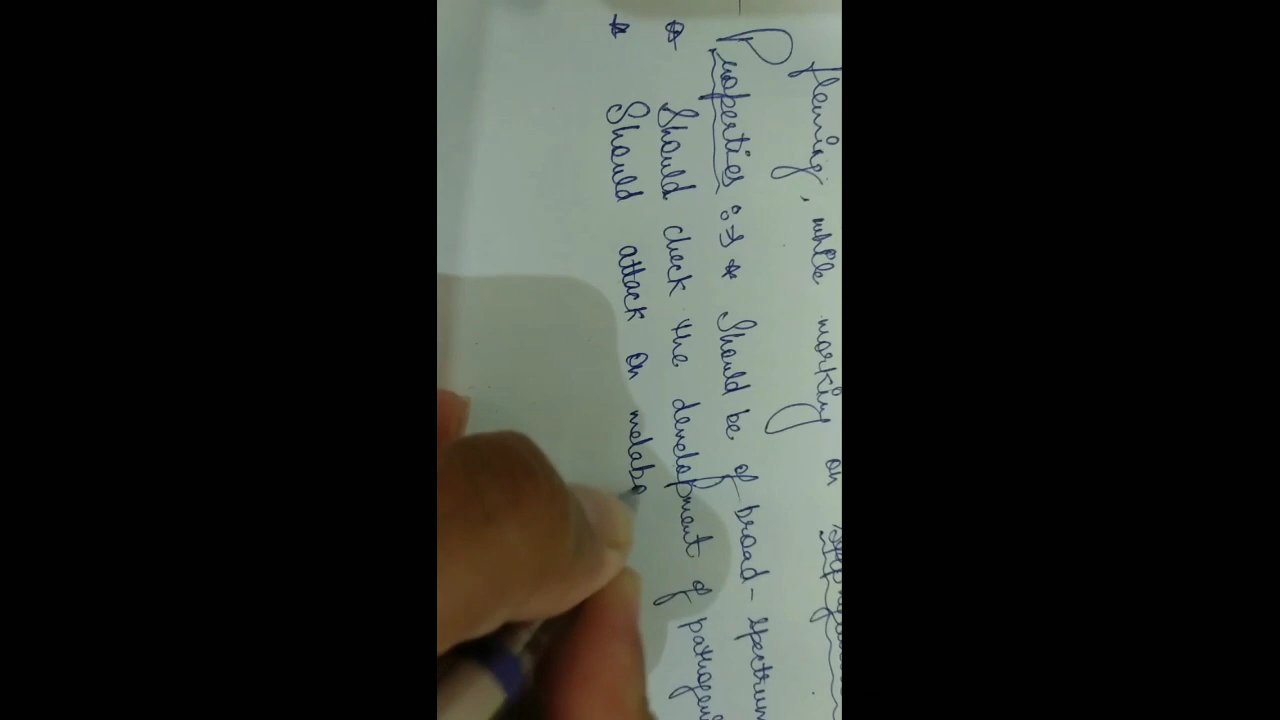 fleming, while working on
Properties :→ * Should be of broad-spectrum
* Should check the development of pathogen
* Should attack on metabo